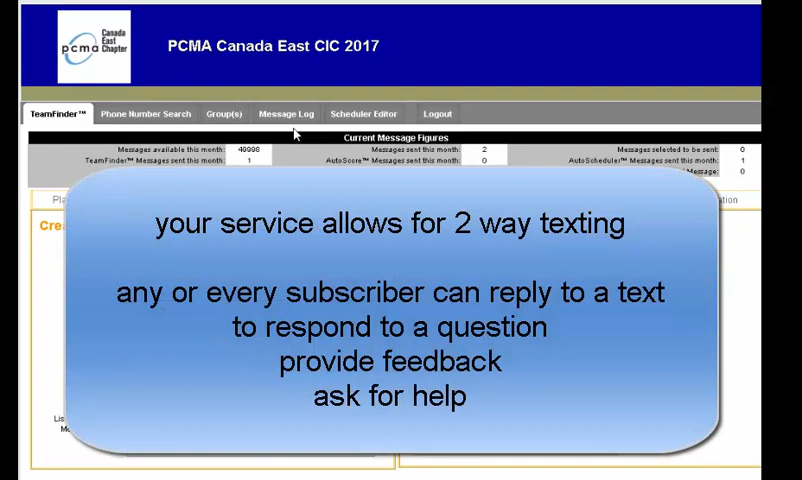 Canada
East
pcma Chapter
PCMA Canada East CIC 2017
TeamFinder™ Phone Number Search Group(s) Message Log Scheduler Editor Logout
Current Message Figures
Messages available this month: 49998 Messages sent this month: 2 Messages selected to be sent: 0
TeamFinder™ Messages sent this month: 1 AutoScore™ Messages sent this month: 0 AutoScheduler™ Messages sent this month: 1
Message: 0
your service allows for 2 way texting
any or every subscriber can reply to a text
to respond to a question
provide feedback
ask for help